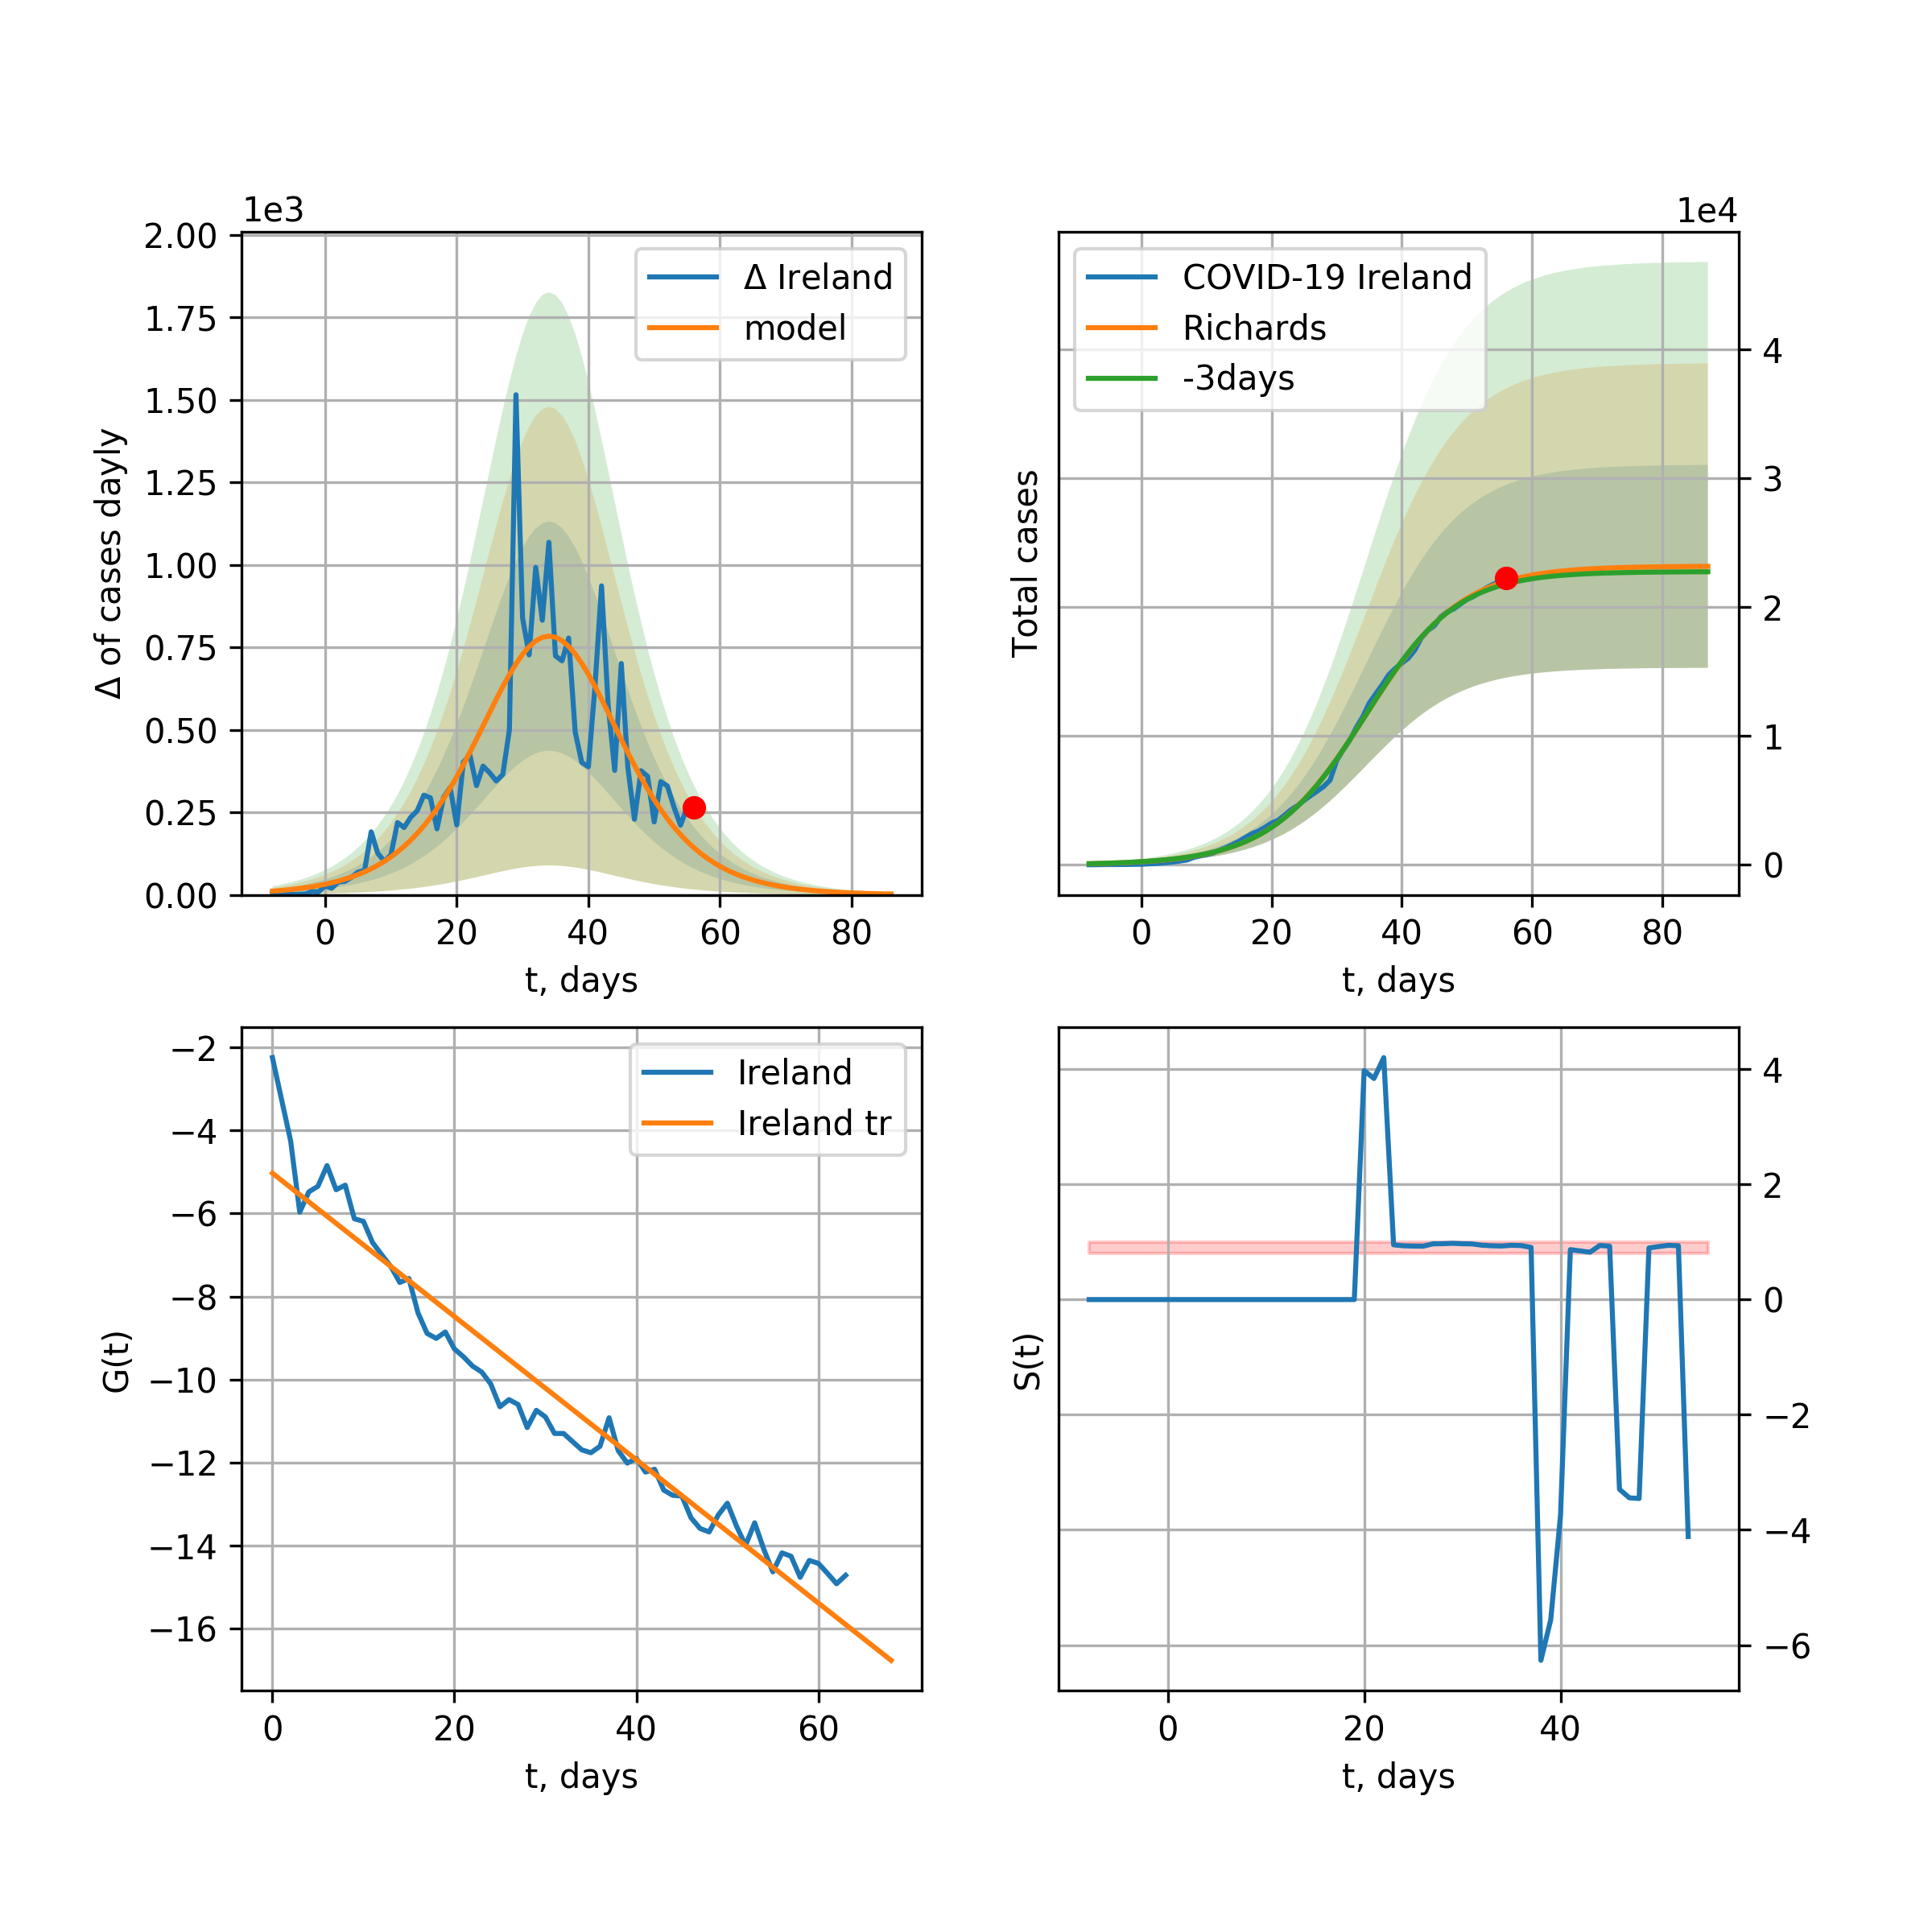 1e3
2.00
1.75
1.50
1.25
1.00
0.75
0.50
0.25
0.00
Δ of cases dayly
Δ Ireland
model
0 20 40 60 80
t, days
1e4
COVID-19 Ireland
Richards
-3days
Total cases
4
3
2
1
0
0 20 40 60 80
t, days
−2
−4
−6
−8
−10
−12
−14
−16
G(t)
Ireland
Ireland tr
0 20 40 60
t, days
S(t)
4
2
0
−2
−4
−6
0 20 40
t, days